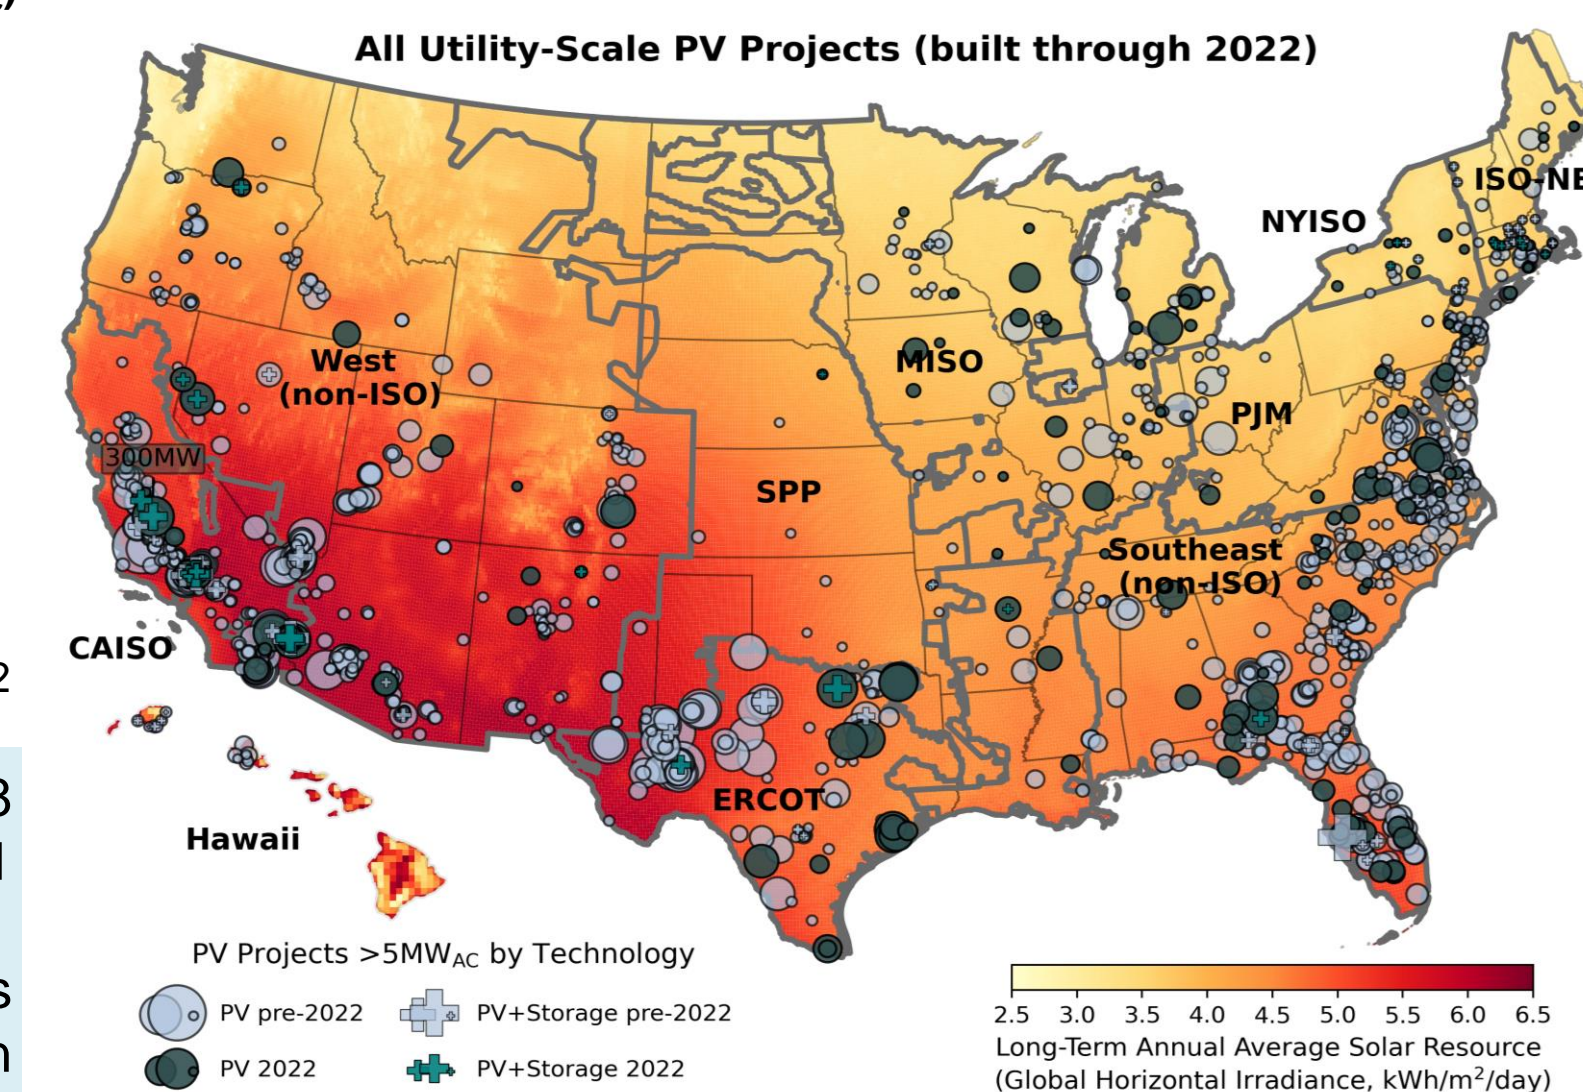 All Utility-Scale PV Projects (built through 2022)
ISO-NE
NYISO
West
(non-ISO)
MISO
PJM
300MW
SPP
Southeast
(non-ISO)
CAISO
2
ERCOT
3
Hawaii
PV Projects >5MWAC by Technology
PV pre-2022
PV+Storage pre-2022
s
PV 2022
PV+Storage 2022
n
2.5 3.0 3.5 4.0 4.5 5.0 5.5 6.0 6.5
Long-Term Annual Average Solar Resource
(Global Horizontal Irradiance, kWh/m²/day)